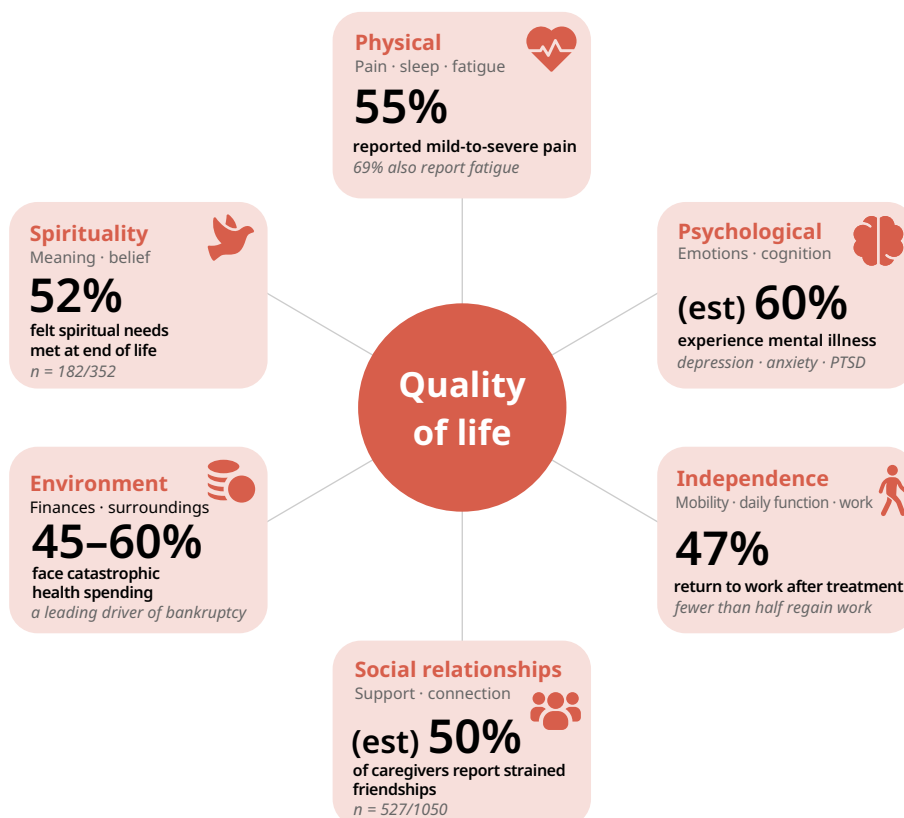 Physical
Pain · sleep · fatigue
55%
reported mild-to-severe pain
69% also report fatigue
Spirituality
Meaning · belief
52%
felt spiritual needs
met at end of life
n = 182/352
Psychological
Emotions · cognition
(est) 60%
experience mental illness
depression · anxiety · PTSD
Quality
of life
Environment
Finances · surroundings
45–60%
face catastrophic
health spending
a leading driver of bankruptcy
Independence
Mobility · daily function · work
47%
return to work after treatment
fewer than half regain work
Social relationships
Support · connection
(est) 50%
of caregivers report strained
friendships
n = 527/1050